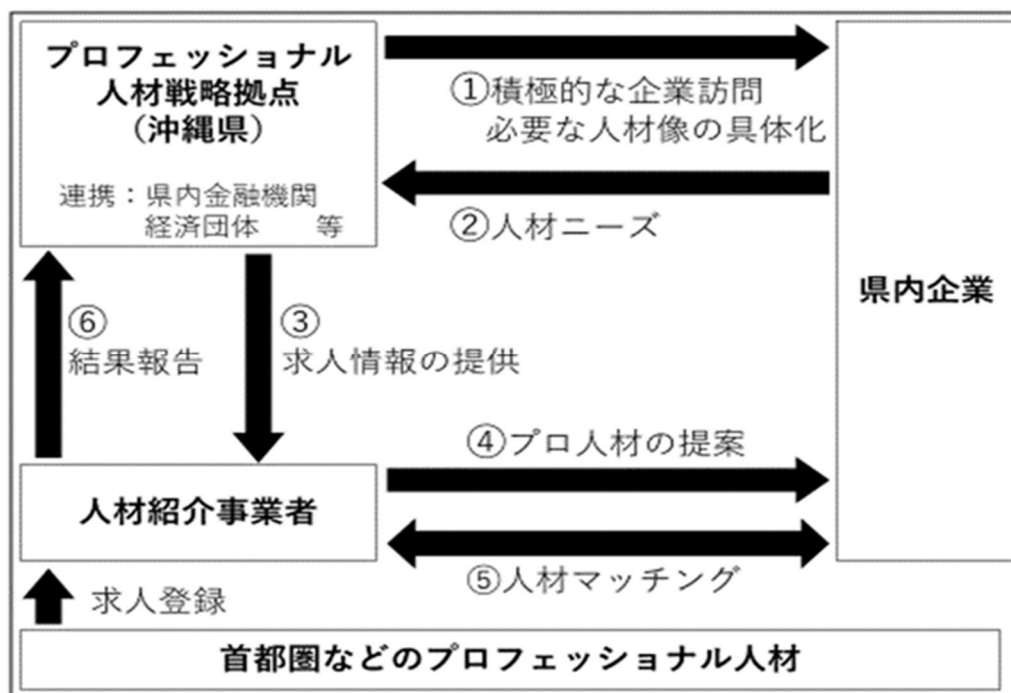 プロフェッショナル
人材戦略拠点
(沖縄県)
連携：県内金融機関
経済団体　　等
①積極的な企業訪問
必要な人材像の具体化
②人材ニーズ
県内企業
⑥
結果報告
③
求人情報の提供
④プロ人材の提案
人材紹介事業者
⑤人材マッチング
求人登録
首都圏などのプロフェッショナル人材